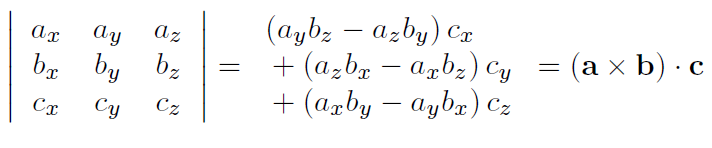 | a_x a_y a_z | (a_y b_z − a_z b_y) c_x
| b_x b_y b_z | = + (a_z b_x − a_x b_z) c_y = (𝐚 × 𝐛) · 𝐜
| c_x c_y c_z | + (a_x b_y − a_y b_x) c_z